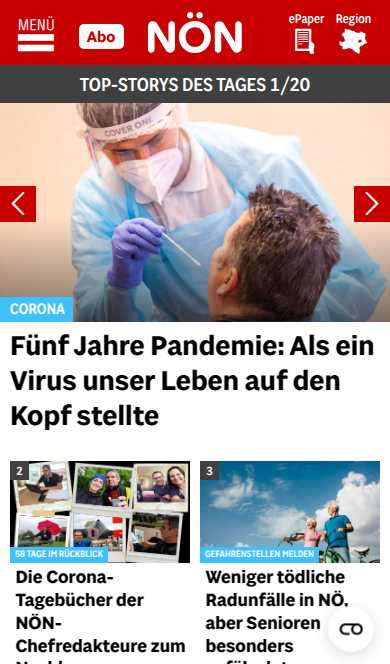 MENÜ
Abo
NÖN
ePaper
Region
TOP-STORYS DES TAGES 1/20
COVER ONE
CORONA
Fünf Jahre Pandemie: Als ein
Virus unser Leben auf den
Kopf stellte
2
58 TAGE IM RÜCKBLICK
Die Corona-
Tagebücher der
NÖN-
Chefredakteure zum
3
GEFAHRENSTELLEN MELDEN
Weniger tödliche
Radunfälle in NÖ,
aber Senioren
besonders